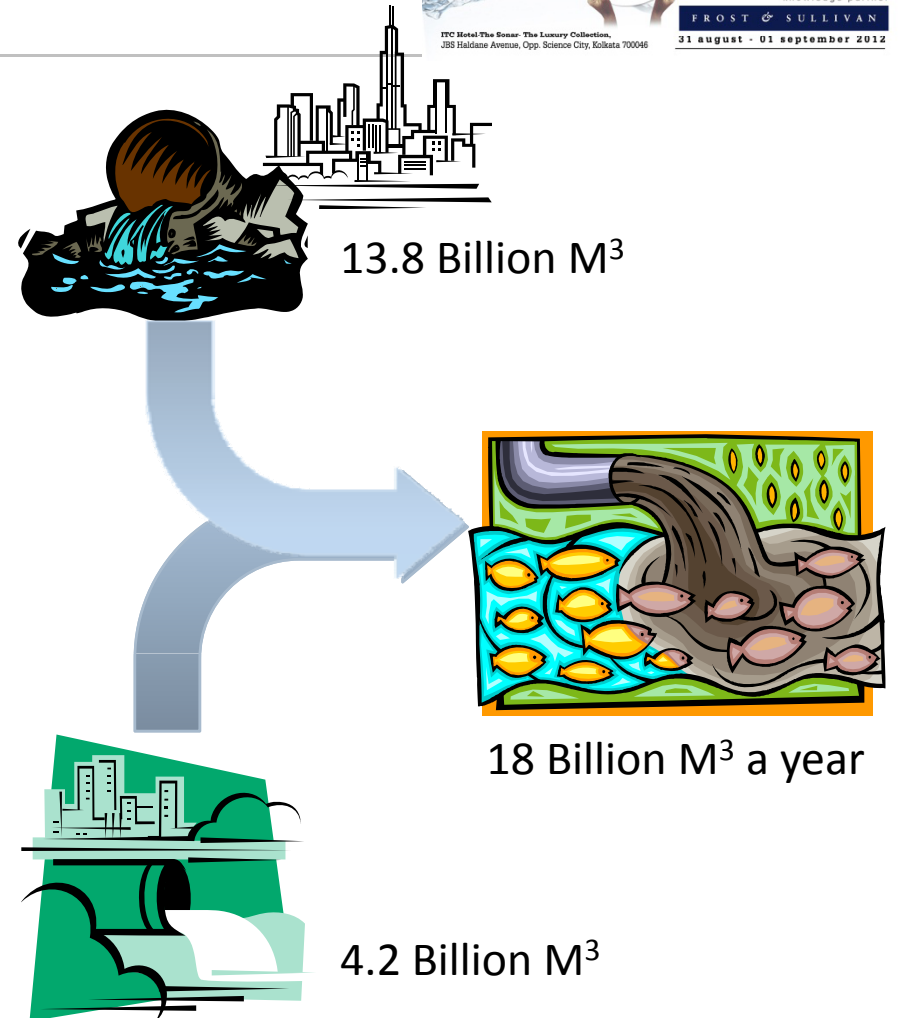 FROST & SULLIVAN
ITC Hotel-The Sonar- The Luxury Collection,
JBS Haldane Avenue, Opp. Science City, Kolkata 700046
31 august - 01 september 2012
13.8 Billion M³
18 Billion M³ a year
4.2 Billion M³